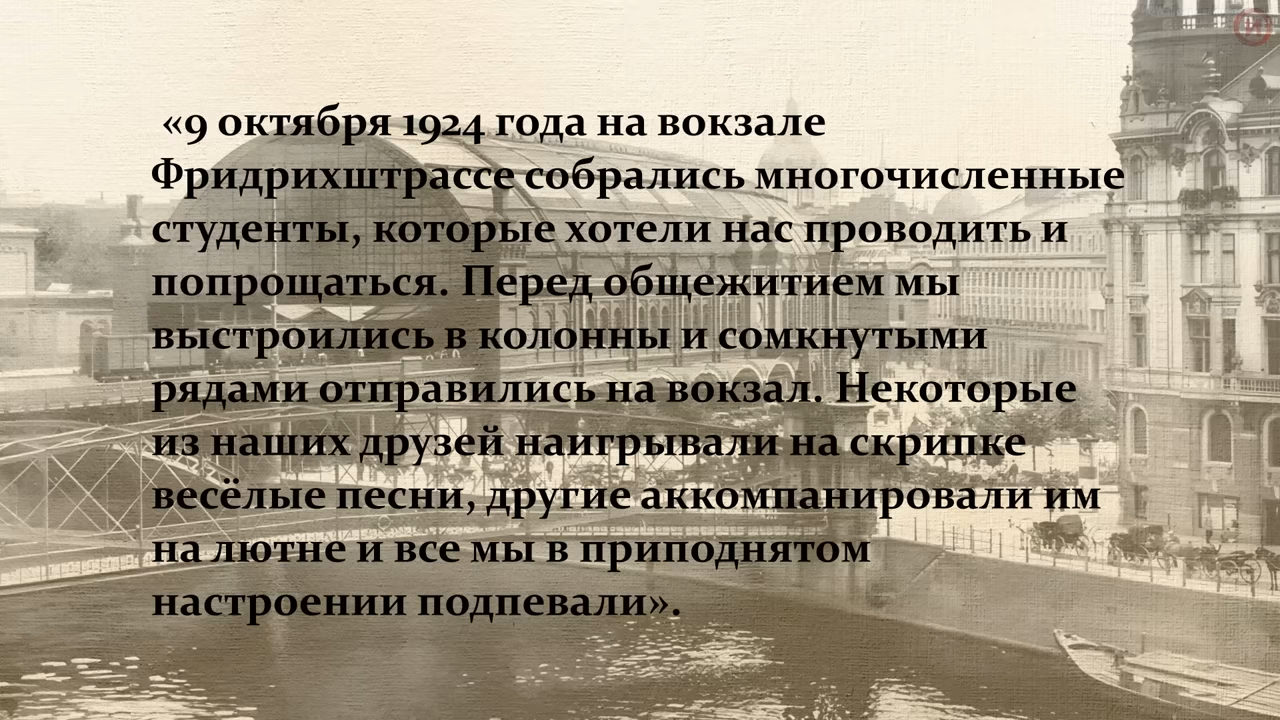 «9 октября 1924 года на вокзале
Фридрихштрассе собрались многочисленные
студенты, которые хотели нас проводить и
попрощаться. Перед общежитием мы
выстроились в колонны и сомкнутыми
рядами отправились на вокзал. Некоторые
из наших друзей наигрывали на скрипке
весёлые песни, другие аккомпанировали им
на лютне и все мы в приподнятом
настроении подпевали».